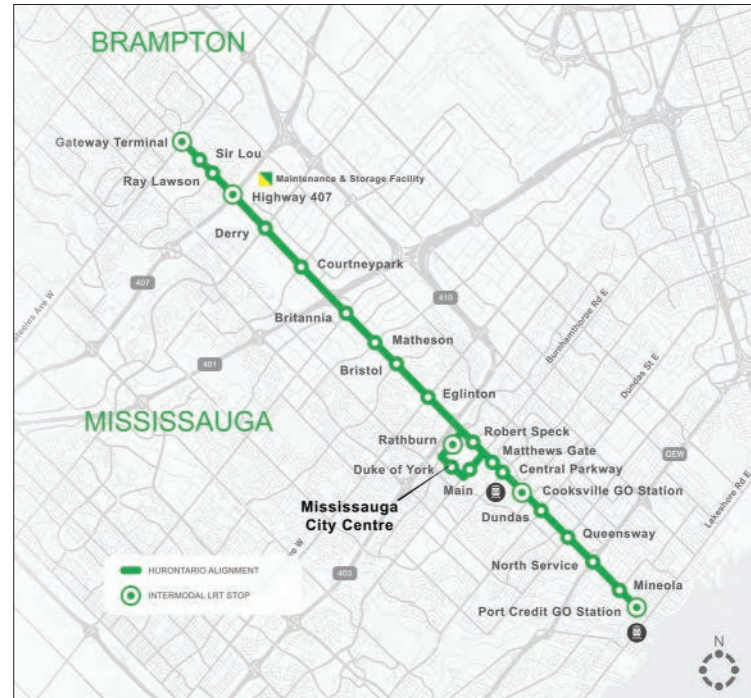 BRAMPTON
Gateway Terminal
Sir Lou
Ray Lawson
Maintenance & Storage Facility
Highway 407
Derry
Courtneypark
407
410
Steeles Ave W
Britannia
Burnhamthorpe Rd E
Matheson
401
Bristol
Dundas St E
Eglinton
MISSISSAUGA
Rathburn
Robert Speck
Matthews Gate
QEW
Duke of York
Central Parkway
Lakeshore Rd E
Main
Cooksville GO Station
Mississauga
City Centre
Dundas
Queensway
North Service
403
HURONTARIO ALIGNMENT
Mineola
INTERMODAL LRT STOP
Port Credit GO Station
N